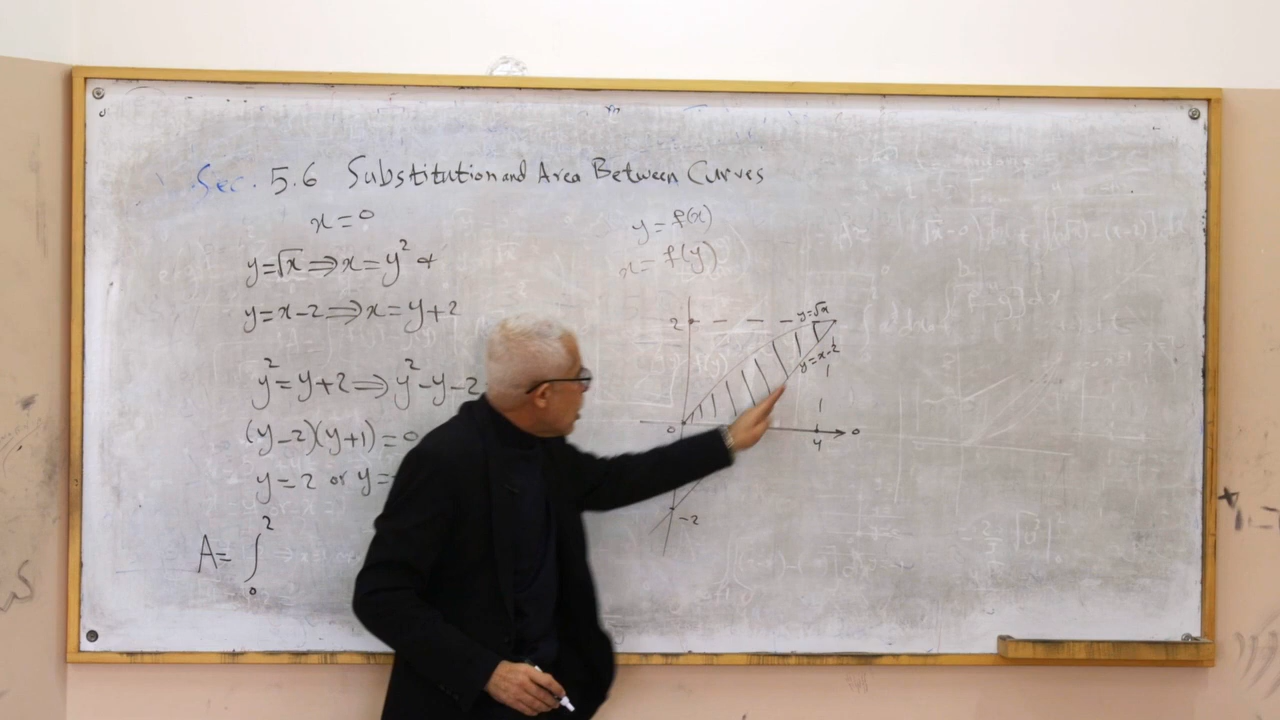 Sec. 5.6 Substitution and Area Between Curves
x=0
y=√x ⇒ x=y²
y=x-2 ⇒ x=y+2
y²=y+2 ⇒ y²-y-2
(y-2)(y+1)=0
y=2 or y=
A=∫₀²
y=f(x)
x=f(y)
2
y=√x
y=x-2
0
4
0
-2